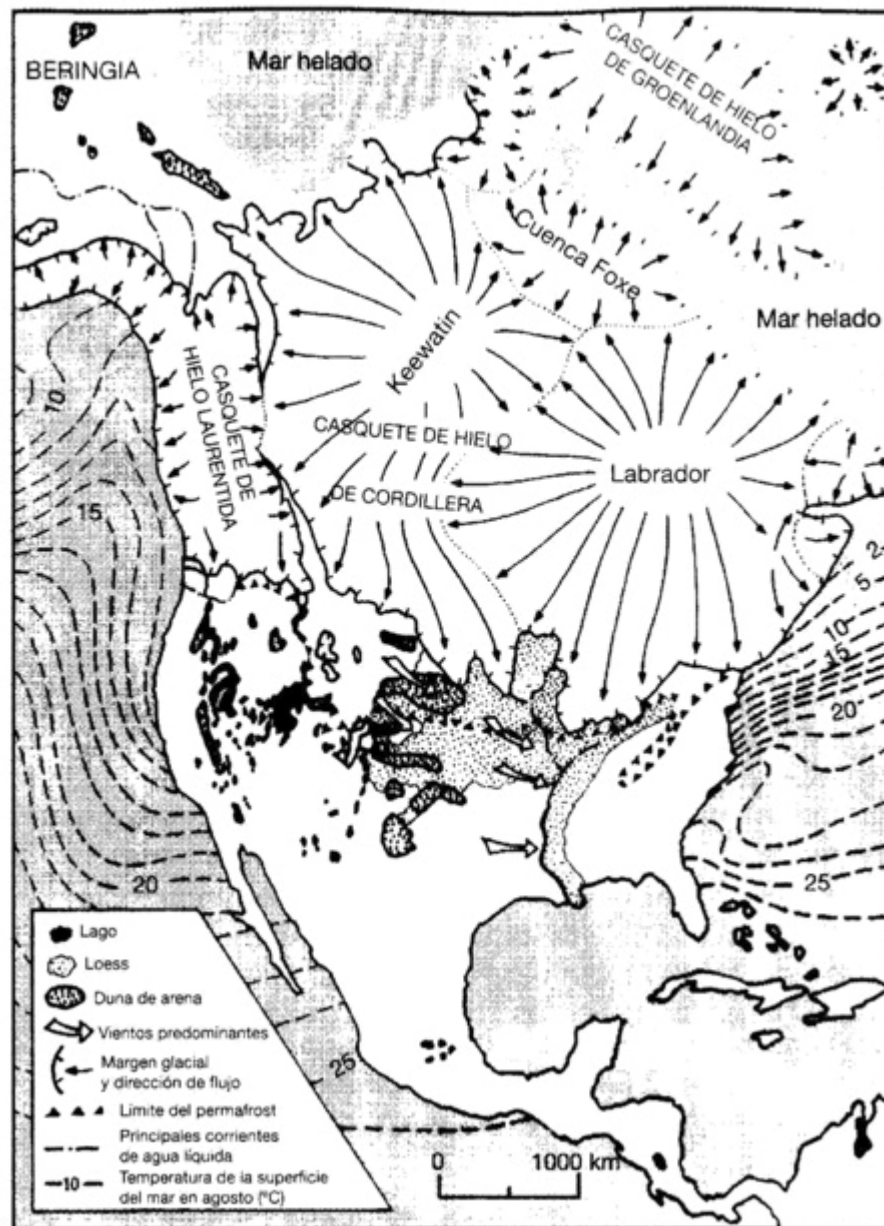 BERINGIA
Mar helado
CASQUETE DE HIELO
DE GROENLANDIA
Cuenca Foxe
Mar helado
Keewatin
CASQUETE DE
HIELO LAURENTIDA
CASQUETE DE HIELO
DE CORDILLERA
Labrador
10
15
20
25
2
5
10
15
20
25
Lago
Loess
Duna de arena
Vientos predominantes
Margen glacial
y dirección de flujo
Límite del permafrost
Principales corrientes
de agua líquida
10
Temperatura de la superficie
del mar en agosto (°C)
0 1000 km